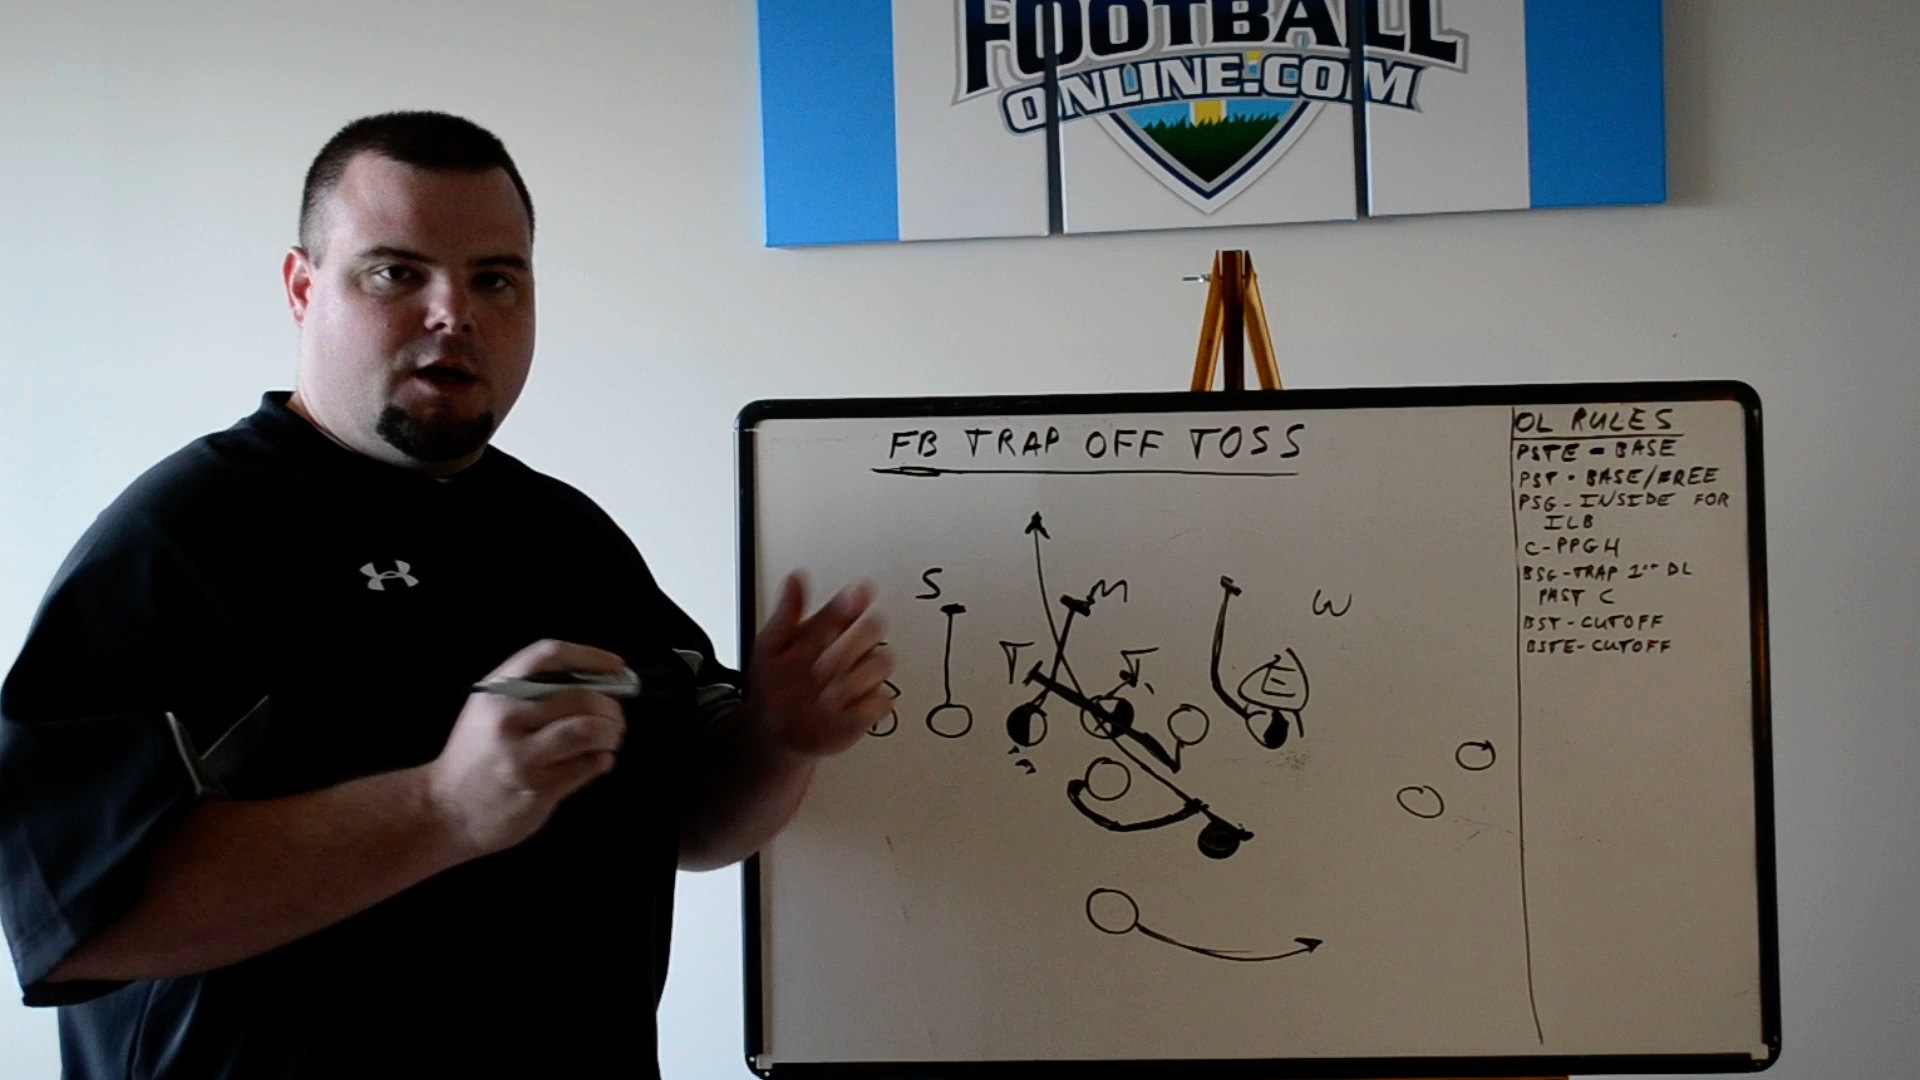 FOOTBALL
ONLINE.COM
FB TRAP OFF TOSS
S
M
W
T
T
E
OL RULES
PSTE - BASE
PST - BASE/FREE
PSG - INSIDE FOR
ILB
C - PPGH
BSG - TRAP 1ST DL
PAST C
BST - CUTOFF
BSTE - CUTOFF